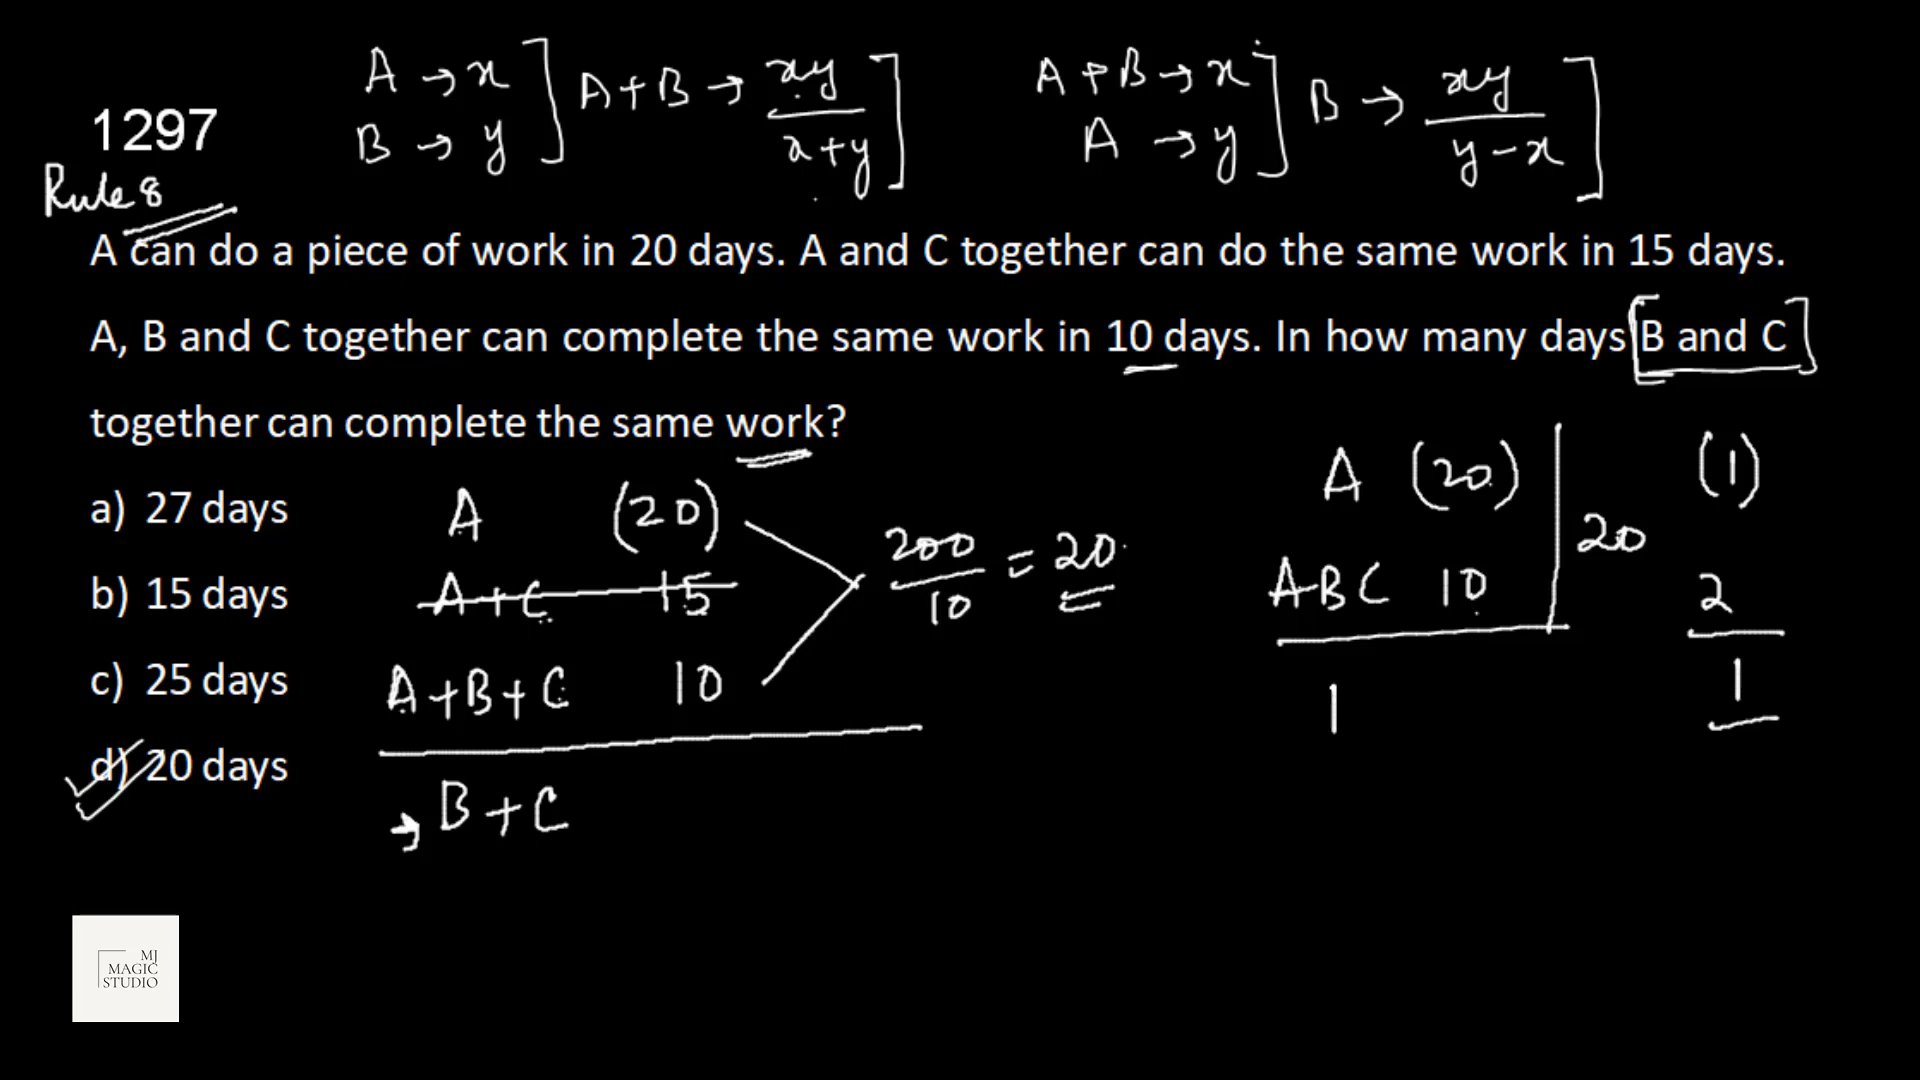 A → x ] A+B → xy / x+y ]
B → y
A+B → x ] B → xy / y-x ]
A → y
1297
Rule 8
A can do a piece of work in 20 days. A and C together can do the same work in 15 days.
A, B and C together can complete the same work in 10 days. In how many days [B and C]
together can complete the same work?
a) 27 days
b) 15 days
c) 25 days
d) 20 days
A (20)
A+C 15
A+B+C 10
200 / 10 = 20
→ B+C
A (20) | 20 (1)
ABC 10 2
1 1
MJ
MAGIC
STUDIO